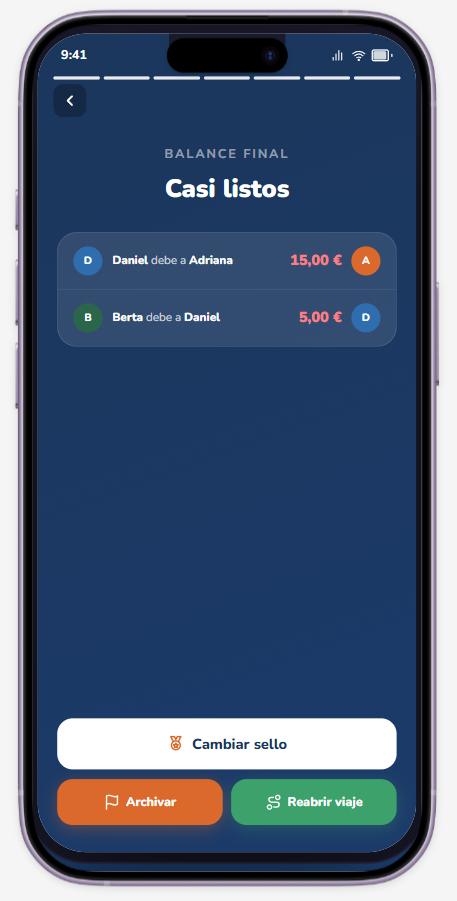 9:41
BALANCE FINAL
Casi listos
D Daniel debe a Adriana 15,00 € A
B Berta debe a Daniel 5,00 € D
Cambiar sello
Archivar Reabrir viaje